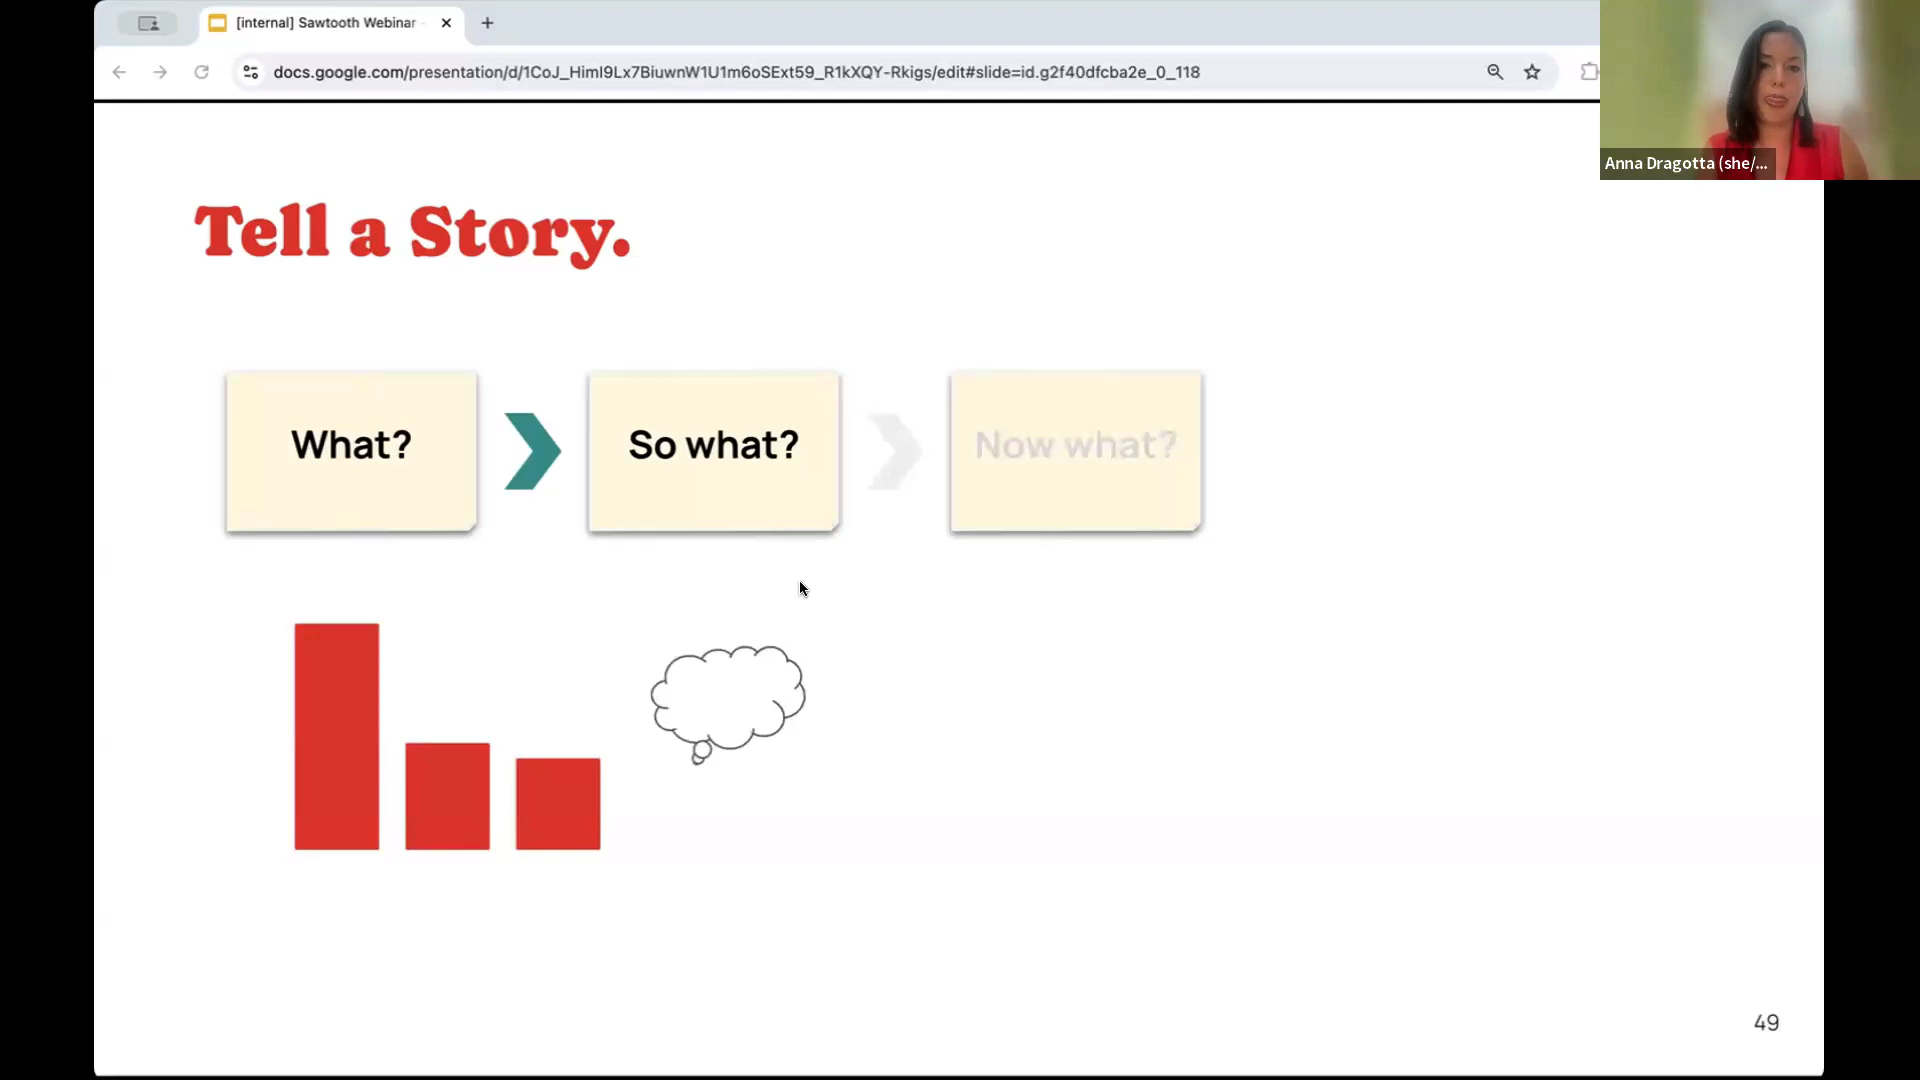 [internal] Sawtooth Webinar
docs.google.com/presentation/d/1CoJ_HimI9Lx7BiuwnW1U1m6oSExt59_R1kXQY-Rkigs/edit#slide=id.g2f40dfcba2e_0_118
Anna Dragotta (she/...
Tell a Story.
What?
So what?
Now what?
49